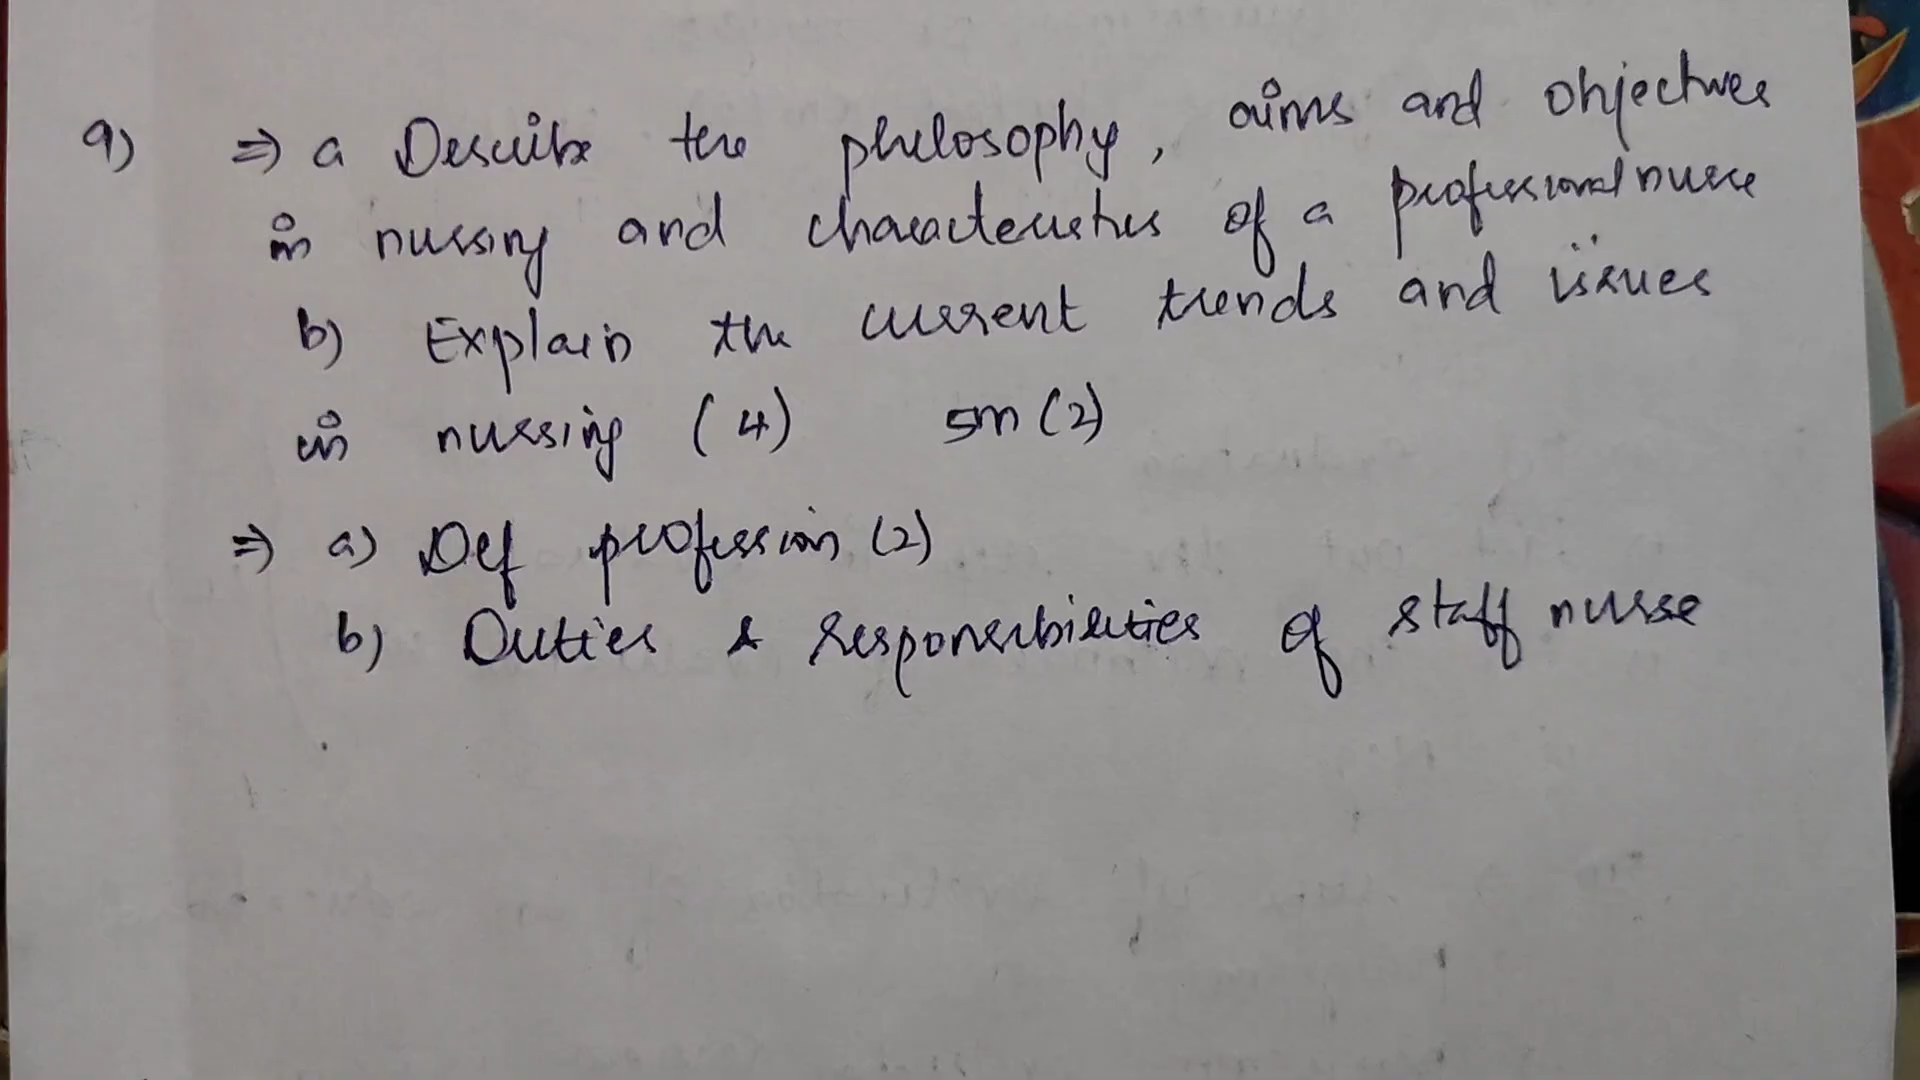 9) ⇒ a Describe the philosophy, aims and objectives
in nursing and characteristics of a professional nurse
b) Explain the current trends and issues
in nursing (4) 5m (2)
⇒ a) Def profession (2)
b) Duties & responsibilities of staff nurse